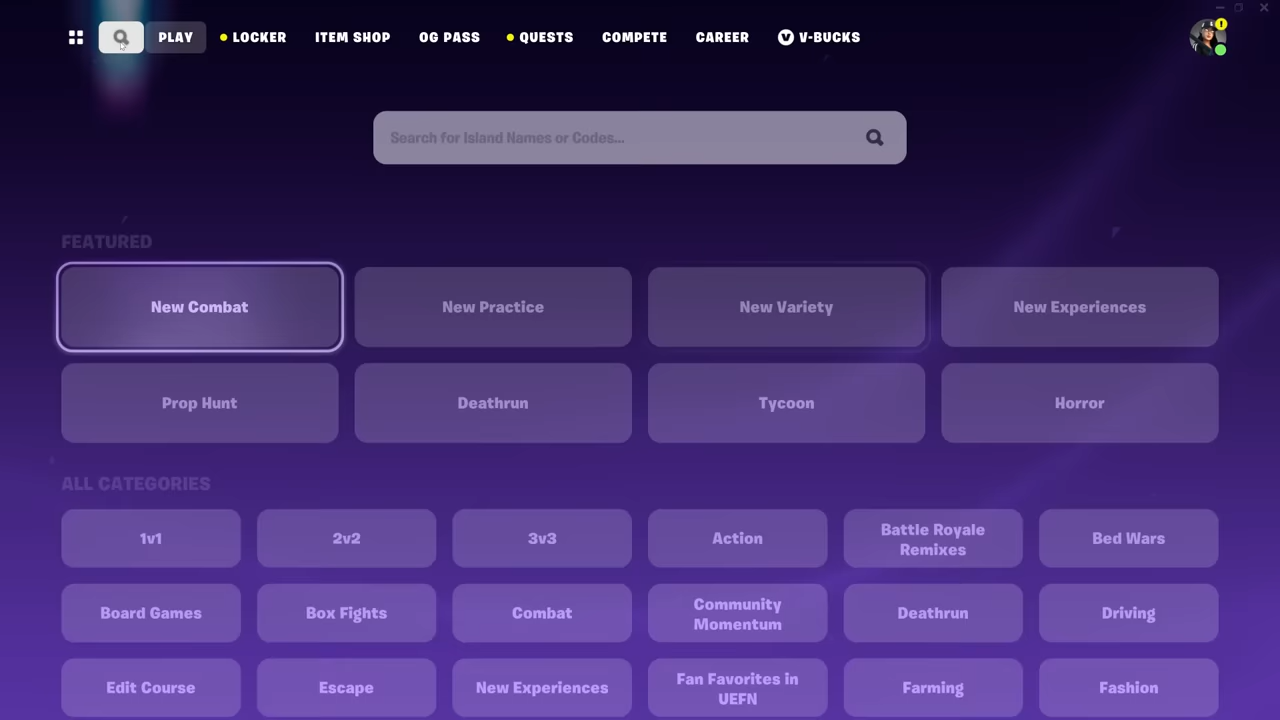 PLAY
LOCKER
ITEM SHOP
OG PASS
QUESTS
COMPETE
CAREER
V V-BUCKS
!
Search for Island Names or Codes...
FEATURED
New Combat
New Practice
New Variety
New Experiences
Prop Hunt
Deathrun
Tycoon
Horror
ALL CATEGORIES
1v1
2v2
3v3
Action
Battle Royale
Remixes
Bed Wars
Board Games
Box Fights
Combat
Community
Momentum
Deathrun
Driving
Edit Course
Escape
New Experiences
Fan Favorites in
UEFN
Farming
Fashion